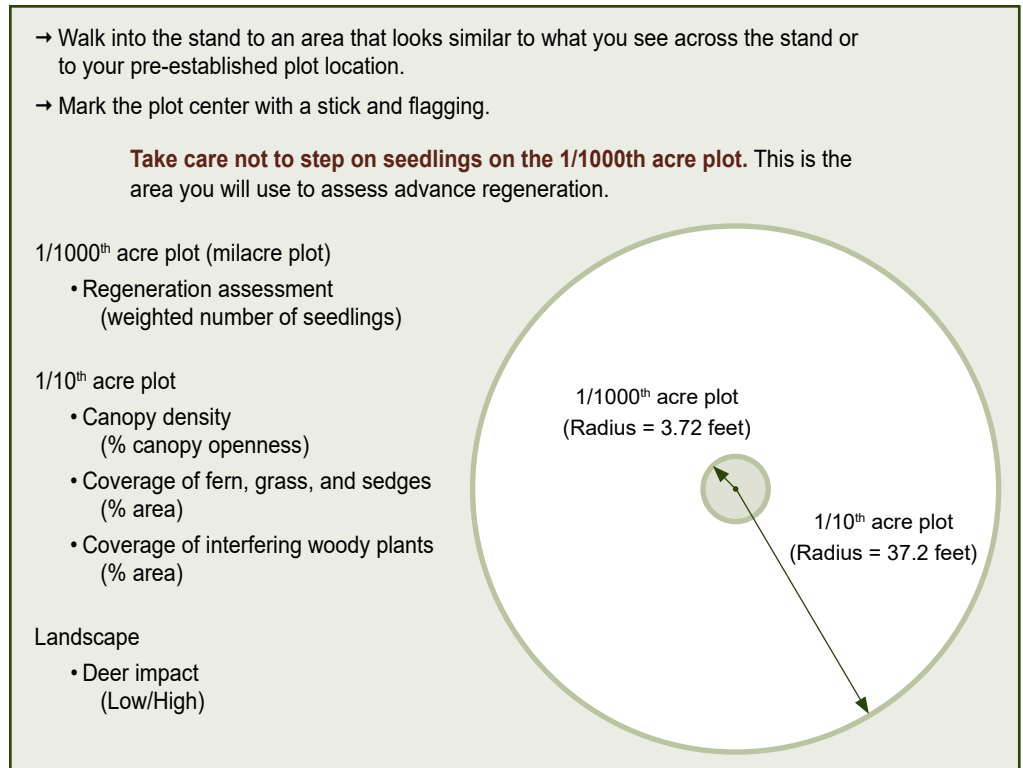 → Walk into the stand to an area that looks similar to what you see across the stand or
to your pre-established plot location.
→ Mark the plot center with a stick and flagging.
Take care not to step on seedlings on the 1/1000th acre plot. This is the
area you will use to assess advance regeneration.
1/1000th acre plot (milacre plot)
• Regeneration assessment
(weighted number of seedlings)
1/10th acre plot
• Canopy density
(% canopy openness)
• Coverage of fern, grass, and sedges
(% area)
• Coverage of interfering woody plants
(% area)
Landscape
• Deer impact
(Low/High)
1/1000th acre plot
(Radius = 3.72 feet)
1/10th acre plot
(Radius = 37.2 feet)